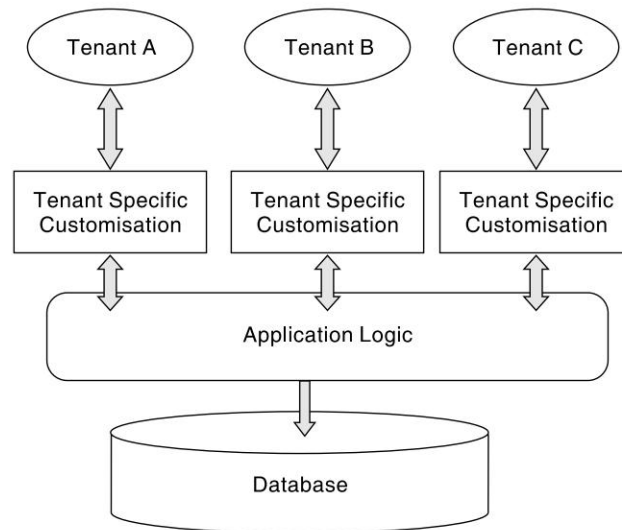 Tenant A
Tenant B
Tenant C
Tenant Specific
Customisation
Tenant Specific
Customisation
Tenant Specific
Customisation
Application Logic
Database